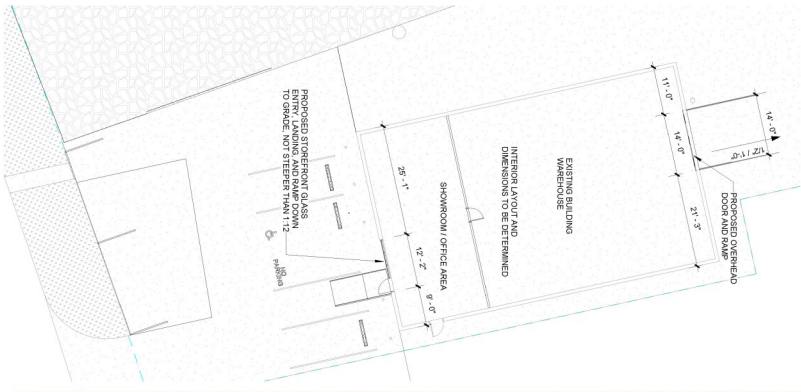 PROPOSED STOREFRONT GLASS
ENTRY, LANDING, AND RAMP DOWN
TO GRADE, NOT STEEPER THAN 1:12
HQ
PARKING
25' - 1"
12' - 2"
9' - 0"
SHOWROOM / OFFICE AREA
INTERIOR LAYOUT AND
DIMENSIONS TO BE DETERMINED
EXISTING BUILDING
WAREHOUSE
11' - 0"
14' - 0"
21' - 3"
PROPOSED OVERHEAD
DOOR AND RAMP
14' - 0"
1/2" / 1'-0"